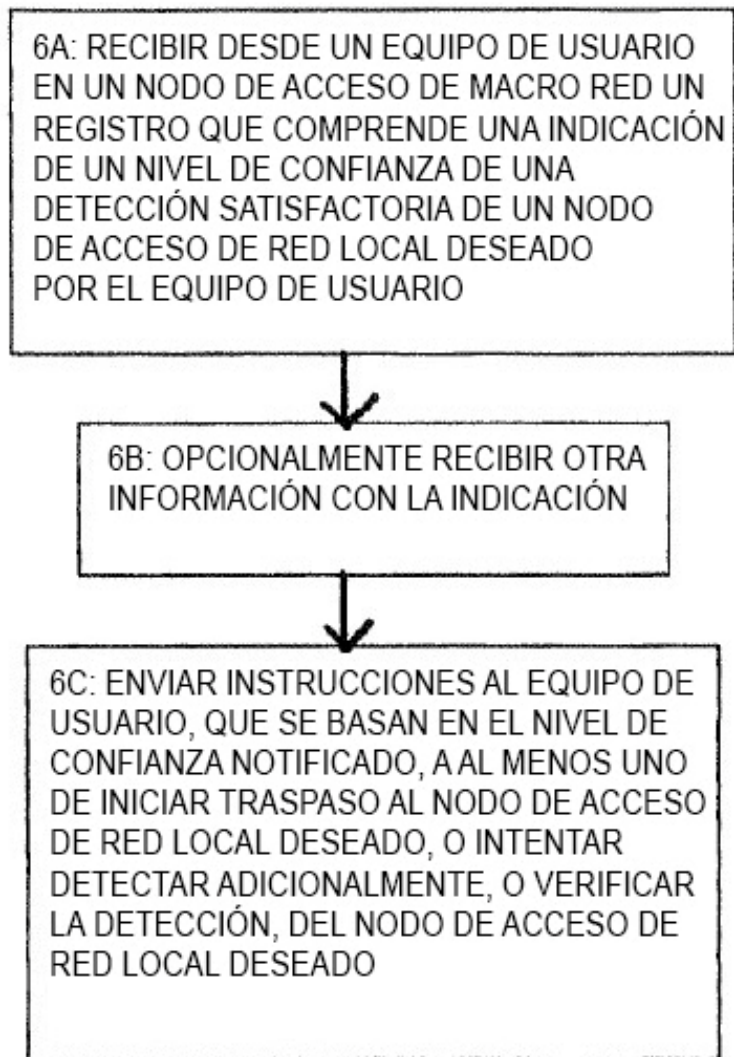 6A: RECIBIR DESDE UN EQUIPO DE USUARIO
EN UN NODO DE ACCESO DE MACRO RED UN
REGISTRO QUE COMPRENDE UNA INDICACIÓN
DE UN NIVEL DE CONFIANZA DE UNA
DETECCIÓN SATISFACTORIA DE UN NODO
DE ACCESO DE RED LOCAL DESEADO
POR EL EQUIPO DE USUARIO
6B: OPCIONALMENTE RECIBIR OTRA
INFORMACIÓN CON LA INDICACIÓN
6C: ENVIAR INSTRUCCIONES AL EQUIPO DE
USUARIO, QUE SE BASAN EN EL NIVEL DE
CONFIANZA NOTIFICADO, A AL MENOS UNO
DE INICIAR TRASPASO AL NODO DE ACCESO
DE RED LOCAL DESEADO, O INTENTAR
DETECTAR ADICIONALMENTE, O VERIFICAR
LA DETECCIÓN, DEL NODO DE ACCESO DE
RED LOCAL DESEADO